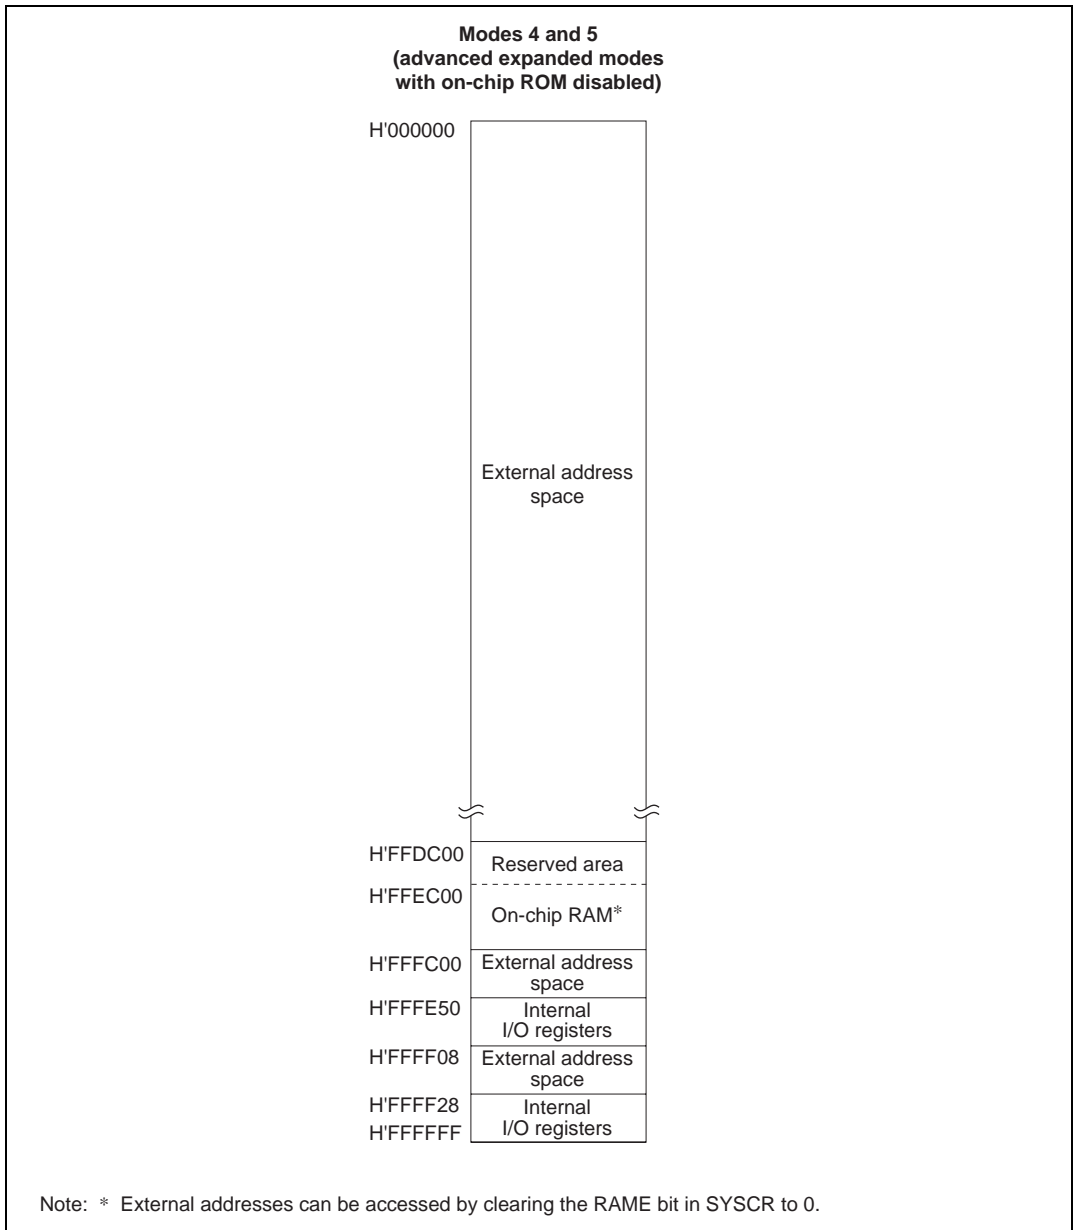 Modes 4 and 5
(advanced expanded modes
with on-chip ROM disabled)
H'000000
External address
space
H'FFDC00
Reserved area
H'FFEC00
On-chip RAM*
H'FFFC00
External address
space
H'FFFE50
Internal
I/O registers
H'FFFF08
External address
space
H'FFFF28
Internal
I/O registers
H'FFFFFF
Note: * External addresses can be accessed by clearing the RAME bit in SYSCR to 0.